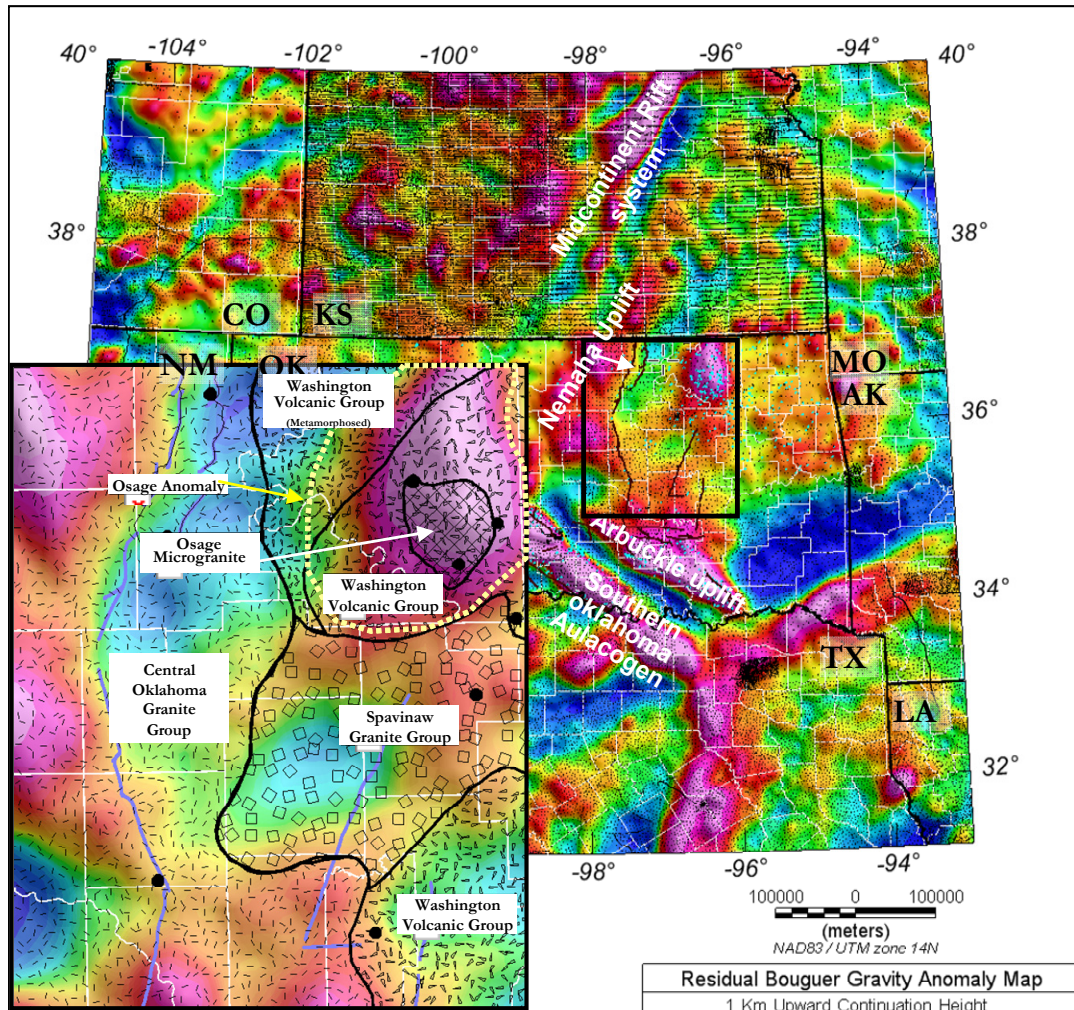 40° -104° -102° -100° -98° -96° -94° 40°
Midcontinent Rift
system
38° 38°
CO KS
NM OK
Nemaha Uplift
MO
AK
36°
Washington
Volcanic Group
(Metamorphosed)
Osage Anomaly
Osage
Microgranite
Washington
Volcanic Group
Arbuckle uplift
Southern
oklahoma
Aulacogen
34°
TX
LA
Central
Oklahoma
Granite
Group
Spavinaw
Granite Group
32°
Washington
Volcanic Group
-98° -96° -94°
100000 0 100000
(meters)
NAD83 / UTM zone 14N
Residual Bouguer Gravity Anomaly Map
1 Km Upward Continuation Height